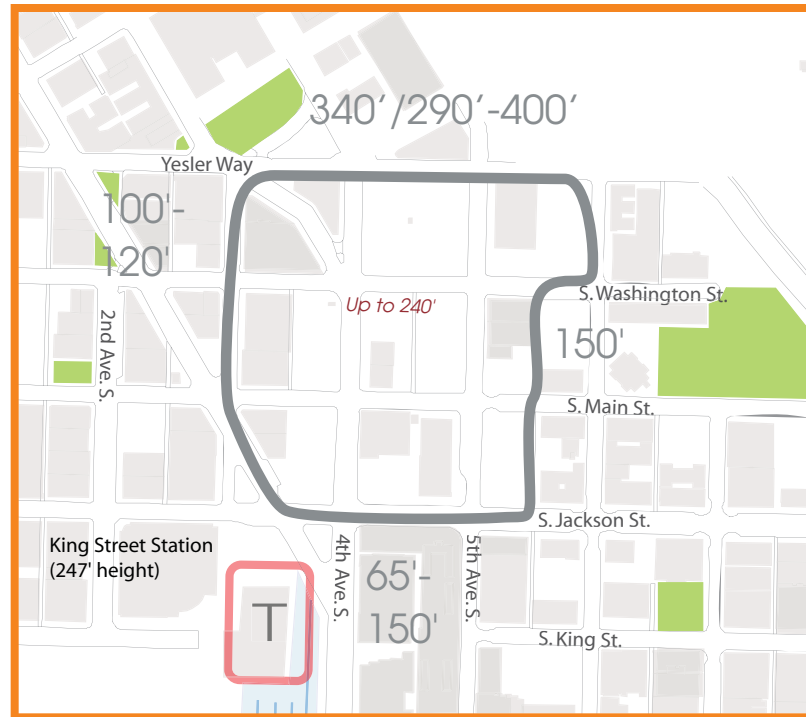 340'/290'-400'
Yesler Way
100'-
120'
S. Washington St.
Up to 240'
2nd Ave. S.
150'
S. Main St.
S. Jackson St.
King Street Station
(247' height)
4th Ave. S.
65'-
150'
5th Ave. S.
T
S. King St.